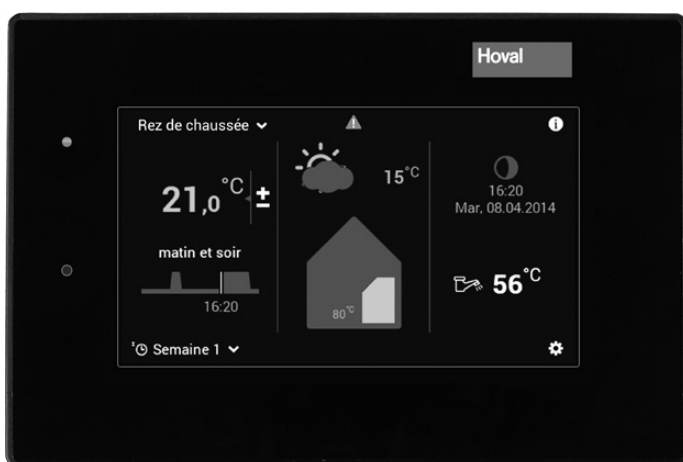 Hoval
Rez de chaussée
21,0 °C ±
15°C
16:20
Mar, 08.04.2014
matin et soir
16:20
80°C
56°C
Semaine 1